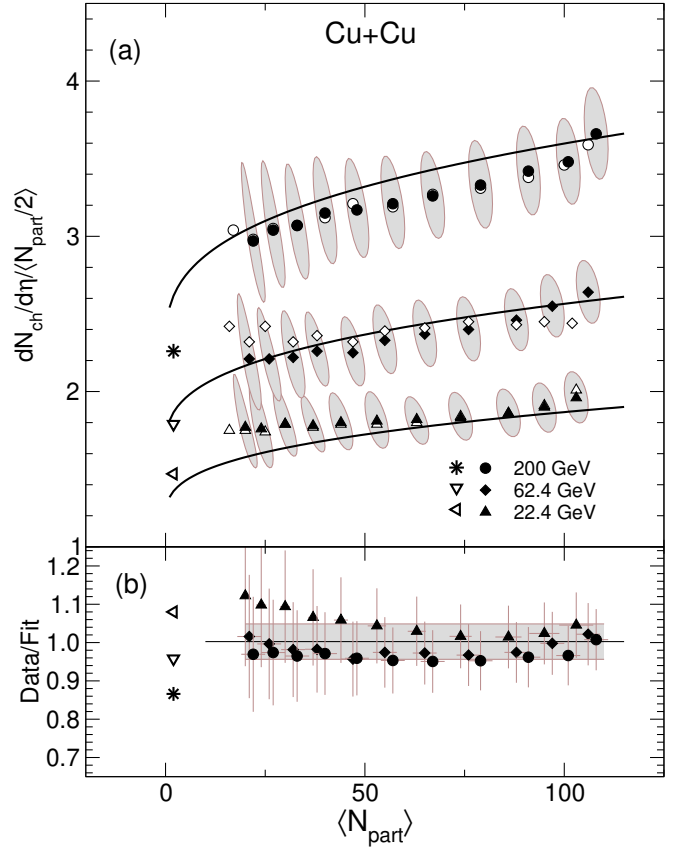 Cu+Cu
(a)
4
3
2
1
dN_ch/dη/⟨N_part/2⟩
200 GeV
62.4 GeV
22.4 GeV
(b)
1.2
1.1
1.0
0.9
0.8
0.7
Data/Fit
0 50 100
⟨N_part⟩